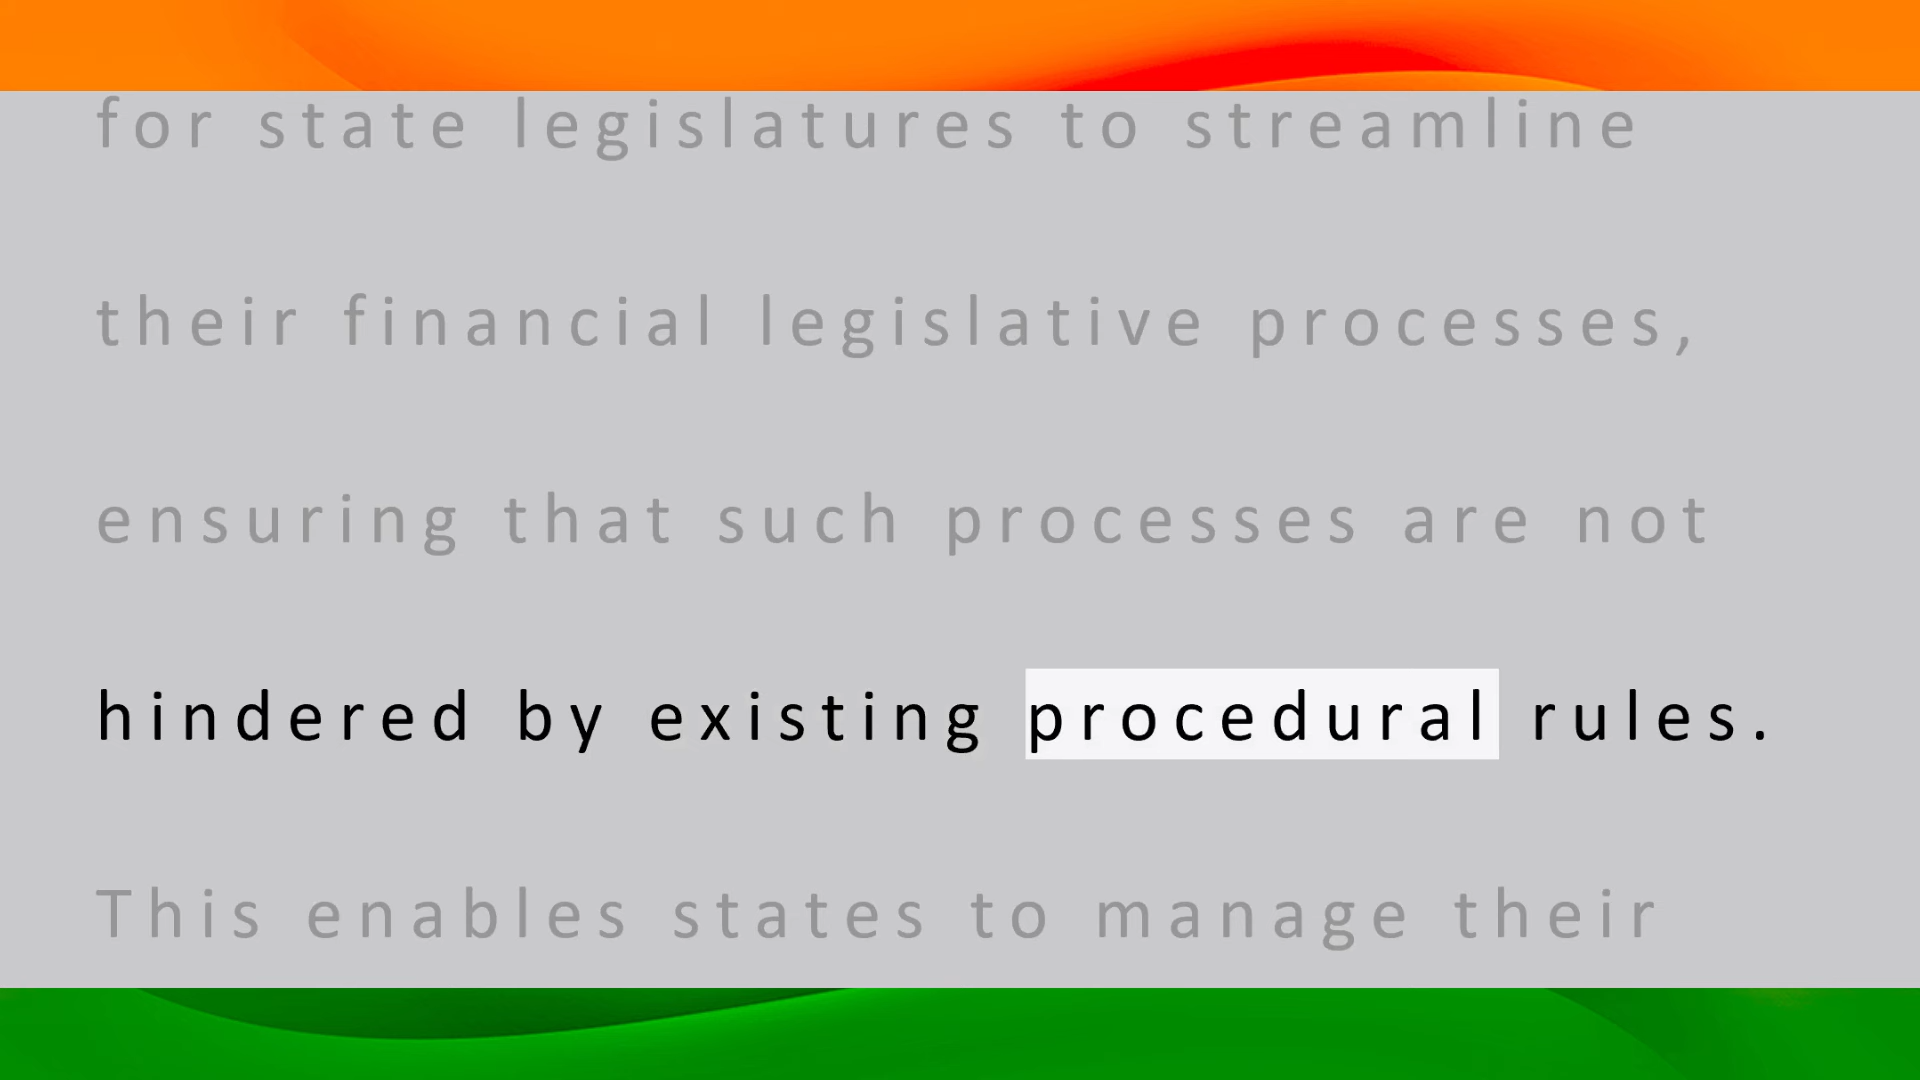 for state legislatures to streamline
their financial legislative processes,
ensuring that such processes are not
hindered by existing procedural rules.
This enables states to manage their